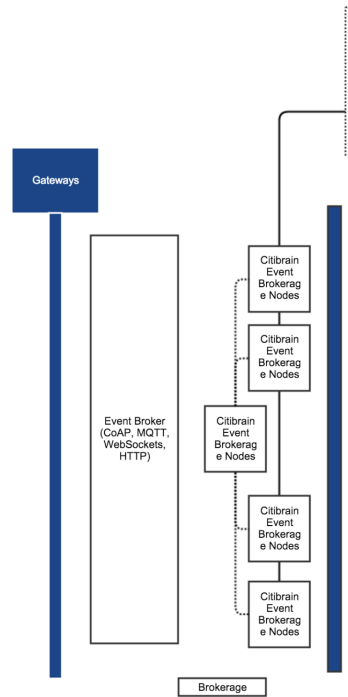 Gateways
Citibrain
Event
Brokerag
e Nodes
Citibrain
Event
Brokerag
e Nodes
Event Broker
(CoAP, MQTT,
WebSockets,
HTTP)
Citibrain
Event
Brokerag
e Nodes
Citibrain
Event
Brokerag
e Nodes
Citibrain
Event
Brokerag
e Nodes
Brokerage